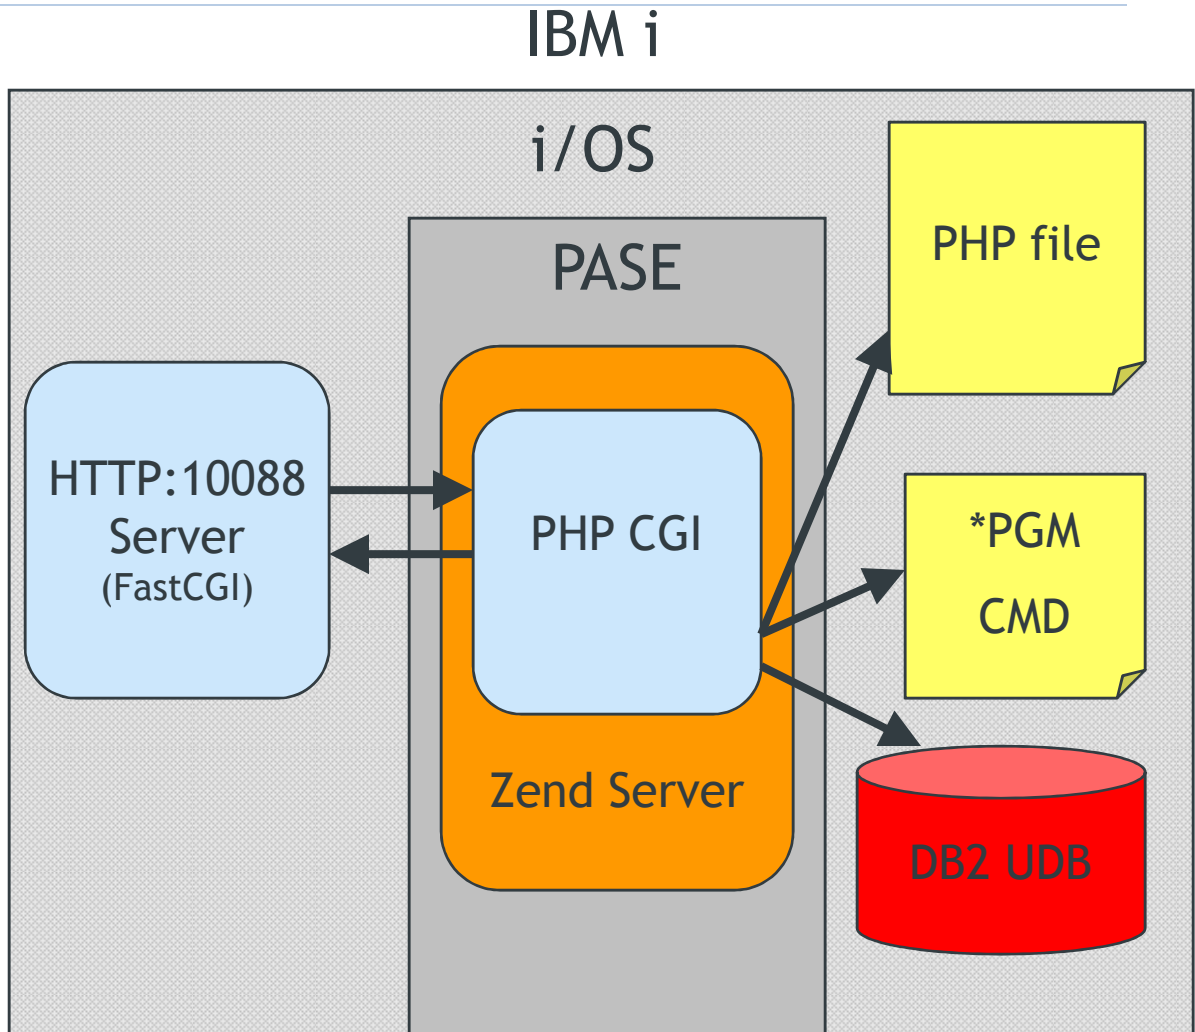 IBM i
i/OS
PASE
PHP file
HTTP:10088
Server
(FastCGI)
PHP CGI
*PGM
CMD
Zend Server
DB2 UDB